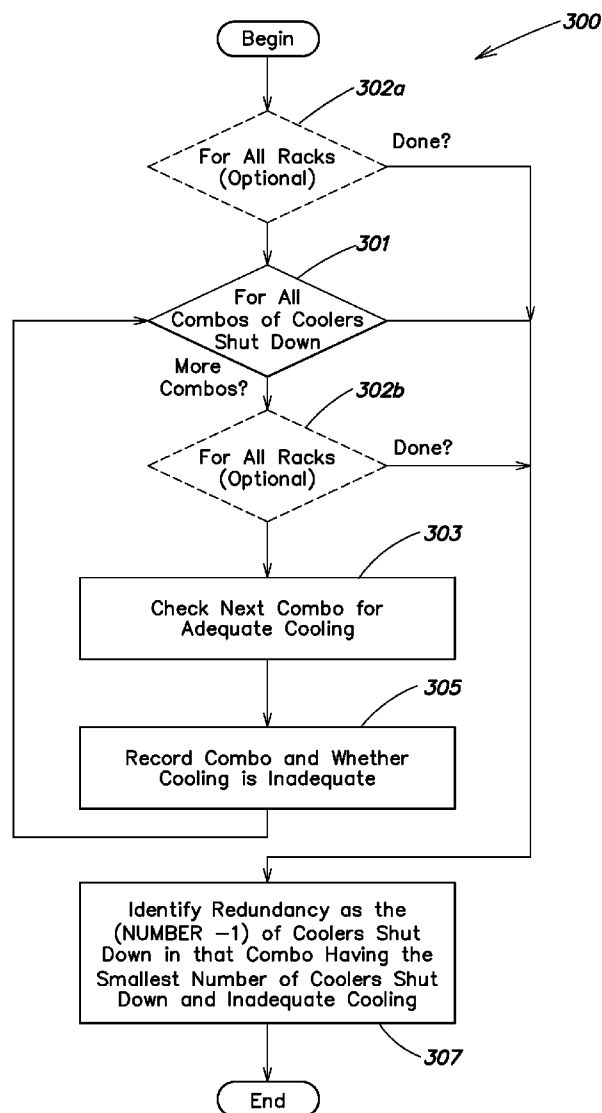 Begin
300
302a
For All Racks
(Optional)
Done?
301
For All
Combos of Coolers
Shut Down
More
Combos?
302b
For All Racks
(Optional)
Done?
303
Check Next Combo for
Adequate Cooling
305
Record Combo and Whether
Cooling is Inadequate
Identify Redundancy as the
(NUMBER -1) of Coolers Shut
Down in that Combo Having the
Smallest Number of Coolers Shut
Down and Inadequate Cooling
307
End